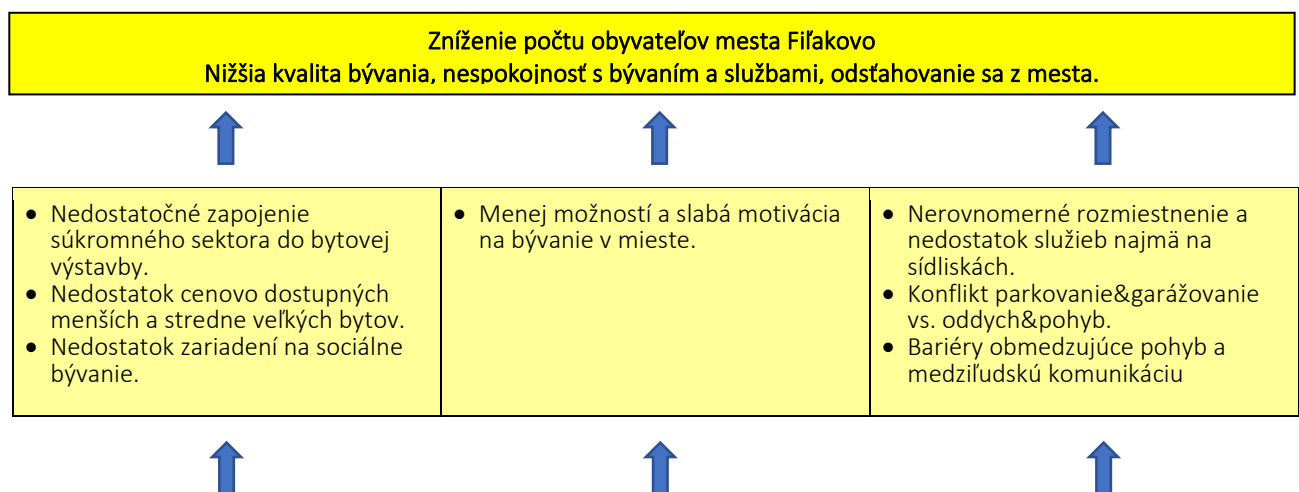 Zníženie počtu obyvateľov mesta Fiľakovo
Nižšia kvalita bývania, nespokojnosť s bývaním a službami, odsťahovanie sa z mesta.
• Nedostatočné zapojenie
súkromného sektora do bytovej
výstavby.
• Nedostatok cenovo dostupných
menších a stredne veľkých bytov.
• Nedostatok zariadení na sociálne
bývanie.
• Menej možností a slabá motivácia
na bývanie v mieste.
• Nerovnomerné rozmiestnenie a
nedostatok služieb najmä na
sídliskách.
• Konflikt parkovanie&garážovanie
vs. oddych&pohyb.
• Bariéry obmedzujúce pohyb a
medziľudskú komunikáciu